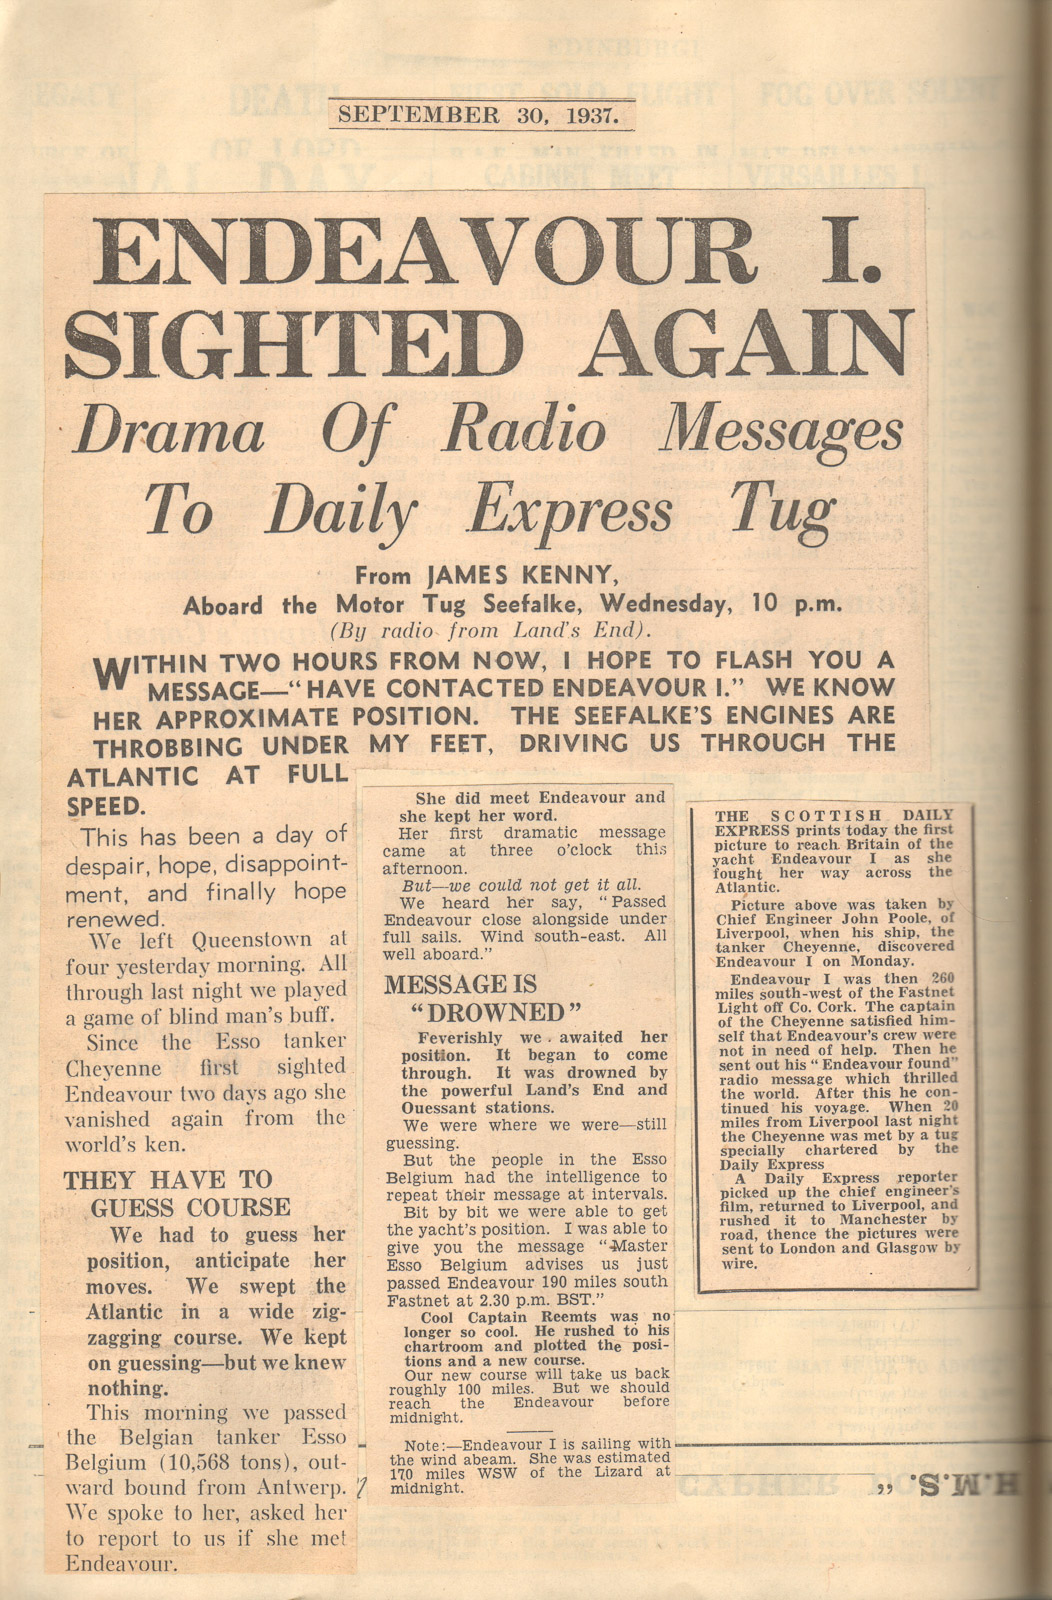 SEPTEMBER 30, 1937.
ENDEAVOUR I.
SIGHTED AGAIN
Drama Of Radio Messages
To Daily Express Tug
From JAMES KENNY,
Aboard the Motor Tug Seefalke, Wednesday, 10 p.m.
(By radio from Land's End).
WITHIN TWO HOURS FROM NOW, I HOPE TO FLASH YOU A
MESSAGE—"HAVE CONTACTED ENDEAVOUR I." WE KNOW
HER APPROXIMATE POSITION. THE SEEFALKE'S ENGINES ARE
THROBBING UNDER MY FEET, DRIVING US THROUGH THE
ATLANTIC AT FULL
SPEED.
This has been a day of
despair, hope, disappoint-
ment, and finally hope
renewed.
We left Queenstown at
four yesterday morning. All
through last night we played
a game of blind man's buff.
Since the Esso tanker
Cheyenne first sighted
Endeavour two days ago she
vanished again from the
world's ken.
THEY HAVE TO
GUESS COURSE
We had to guess her
position, anticipate her
moves. We swept the
Atlantic in a wide zig-
zagging course. We kept
on guessing—but we knew
nothing.
This morning we passed
the Belgian tanker Esso
Belgium (10,568 tons), out-
ward bound from Antwerp.
We spoke to her, asked her
to report to us if she met
Endeavour.
She did meet Endeavour and
she kept her word.
Her first dramatic message
came at three o'clock this
afternoon.
But—we could not get it all.
We heard her say, "Passed
Endeavour close alongside under
full sails. Wind south-east. All
well aboard."
MESSAGE IS
"DROWNED"
Feverishly we awaited her
position. It began to come
through. It was drowned by
the powerful Land's End and
Ouessant stations.
We were where we were—still
guessing.
But the people in the Esso
Belgium had the intelligence to
repeat their message at intervals.
Bit by bit we were able to get
the yacht's position. I was able to
give you the message "Master
Esso Belgium advises us just
passed Endeavour 190 miles south
Fastnet at 2.30 p.m. BST."
Cool Captain Reemts was no
longer so cool. He rushed to his
chartroom and plotted the posi-
tions and a new course.
Our new course will take us back
roughly 100 miles. But we should
reach the Endeavour before
midnight.
Note:—Endeavour I is sailing with
the wind abeam. She was estimated
170 miles WSW of the Lizard at
midnight.
THE SCOTTISH DAILY
EXPRESS prints today the first
picture to reach Britain of the
yacht Endeavour I as she
fought her way across the
Atlantic.
Picture above was taken by
Chief Engineer John Poole, of
Liverpool, when his ship, the
tanker Cheyenne, discovered
Endeavour I on Monday.
Endeavour I was then 260
miles south-west of the Fastnet
Light off Co. Cork. The captain
of the Cheyenne satisfied him-
self that Endeavour's crew were
not in need of help. Then he
sent out his "Endeavour found"
radio message which thrilled
the world. After this he con-
tinued his voyage. When 20
miles from Liverpool last night
the Cheyenne was met by a tug
specially chartered by the
Daily Express
A Daily Express reporter
picked up the chief engineer's
film, returned to Liverpool, and
rushed it to Manchester by
road, thence the pictures were
sent to London and Glasgow by
wire.
"H.M.S.